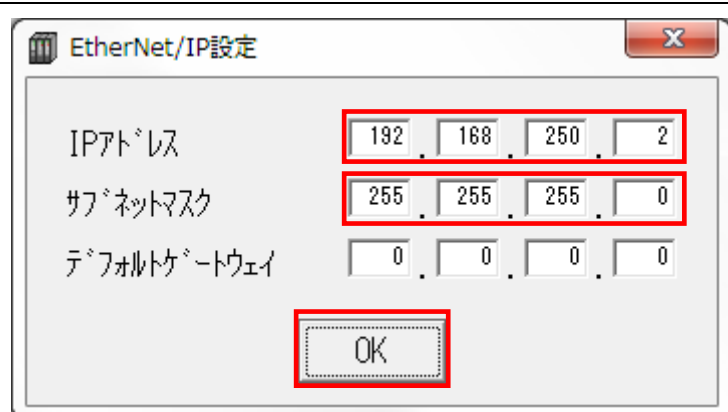 EtherNet/IP設定
IPｱﾄﾞﾚｽ 192 . 168 . 250 . 2
ｻﾌﾞﾈｯﾄﾏｽｸ 255 . 255 . 255 . 0
ﾃﾞﾌｫﾙﾄｹﾞｰﾄｳｪｲ 0 . 0 . 0 . 0
OK